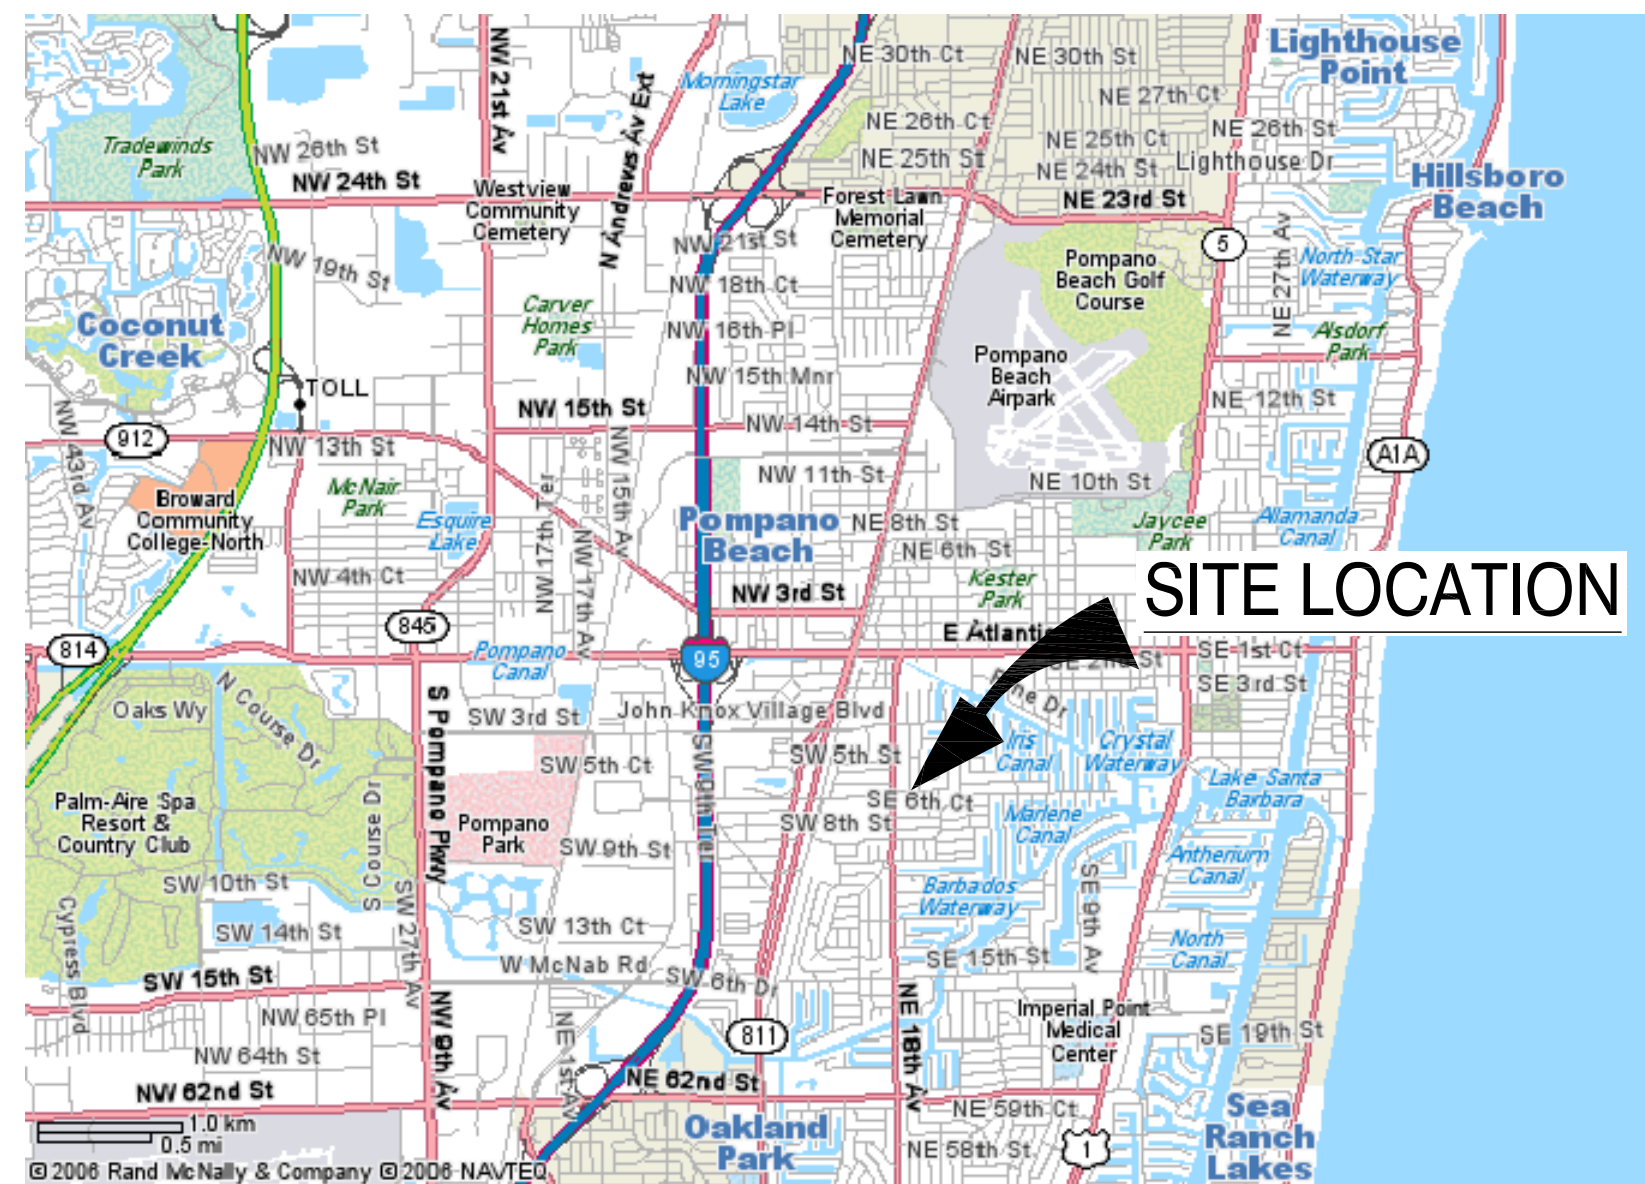 Lighthouse
Point
NE 30th Ct
NE 30th St
NW 21st Av
N Andrews Av Ext
Morningstar
Lake
NE 27th Ct
NE 26th Ct
NE 25th Ct
NE 26th St
Tradewinds
Park
NW 26th St
NE 25th St
NE 24th St
Lighthouse Dr
NW 24th St
Westview
Community
Cemetery
Forest Lawn
Memorial
Cemetery
NE 23rd St
Hillsboro
Beach
NW 21st St
5
NE 27th Av
North Star
Waterway
NW 19th St
NW 18th Ct
Pompano
Beach Golf
Course
Carver
Homes
Park
Coconut
Creek
NW 16th Pl
Alsdorf
Park
TOLL
NW 15th Mnr
Pompano
Beach
Airpark
NW 15th St
NW 14th St
NE 12th St
912
NW 13th St
NW 43rd Av
NW 15th Av
A1A
NW 11th St
NE 10th St
Broward
Community
College-North
McNair
Park
Esquire
Lake
NW 17th Ter
NW 17th Av
Pompano
Beach
NE 8th St
NE 6th St
Jaycee
Park
Allamanda
Canal
NW 4th Ct
NW 3rd St
Kester
Park
SITE LOCATION
845
E Atlantic
814
Pompano
Canal
95
SE 2nd St
SE 1st Ct
SE 3rd St
Oaks Wy
N Course Dr
S Pompano Pkwy
SW 3rd St
John Knox Village Blvd
Pine Dr
SW 9th Ter
SW 5th Ct
SW 5th St
Iris
Canal
Crystal
Waterway
Lake Santa
Barbara
Palm-Aire Spa
Resort &
Country Club
S Course Dr
Pompano
Park
SE 6th Ct
SW 8th St
Marlene
Canal
SW 9th St
Antherium
Canal
SW 10th St
SW 27th Av
Barbados
Waterway
SE 9th Av
Cypress Blvd
SW 14th St
SW 13th Ct
North
Canal
SW 15th St
W McNab Rd
SW 6th Dr
SE 15th St
NW 65th Pl
NW 9th Av
NE 1st Av
811
NE 18th Av
Imperial Point
Medical
Center
SE 19th St
NW 64th St
NW 62nd St
NE 62nd St
NE 59th Ct
Sea
Ranch
Lakes
1.0 km
0.5 mi
Oakland
Park
NE 58th St
1
©2006 Rand McNally & Company ©2006 NAVTEQ